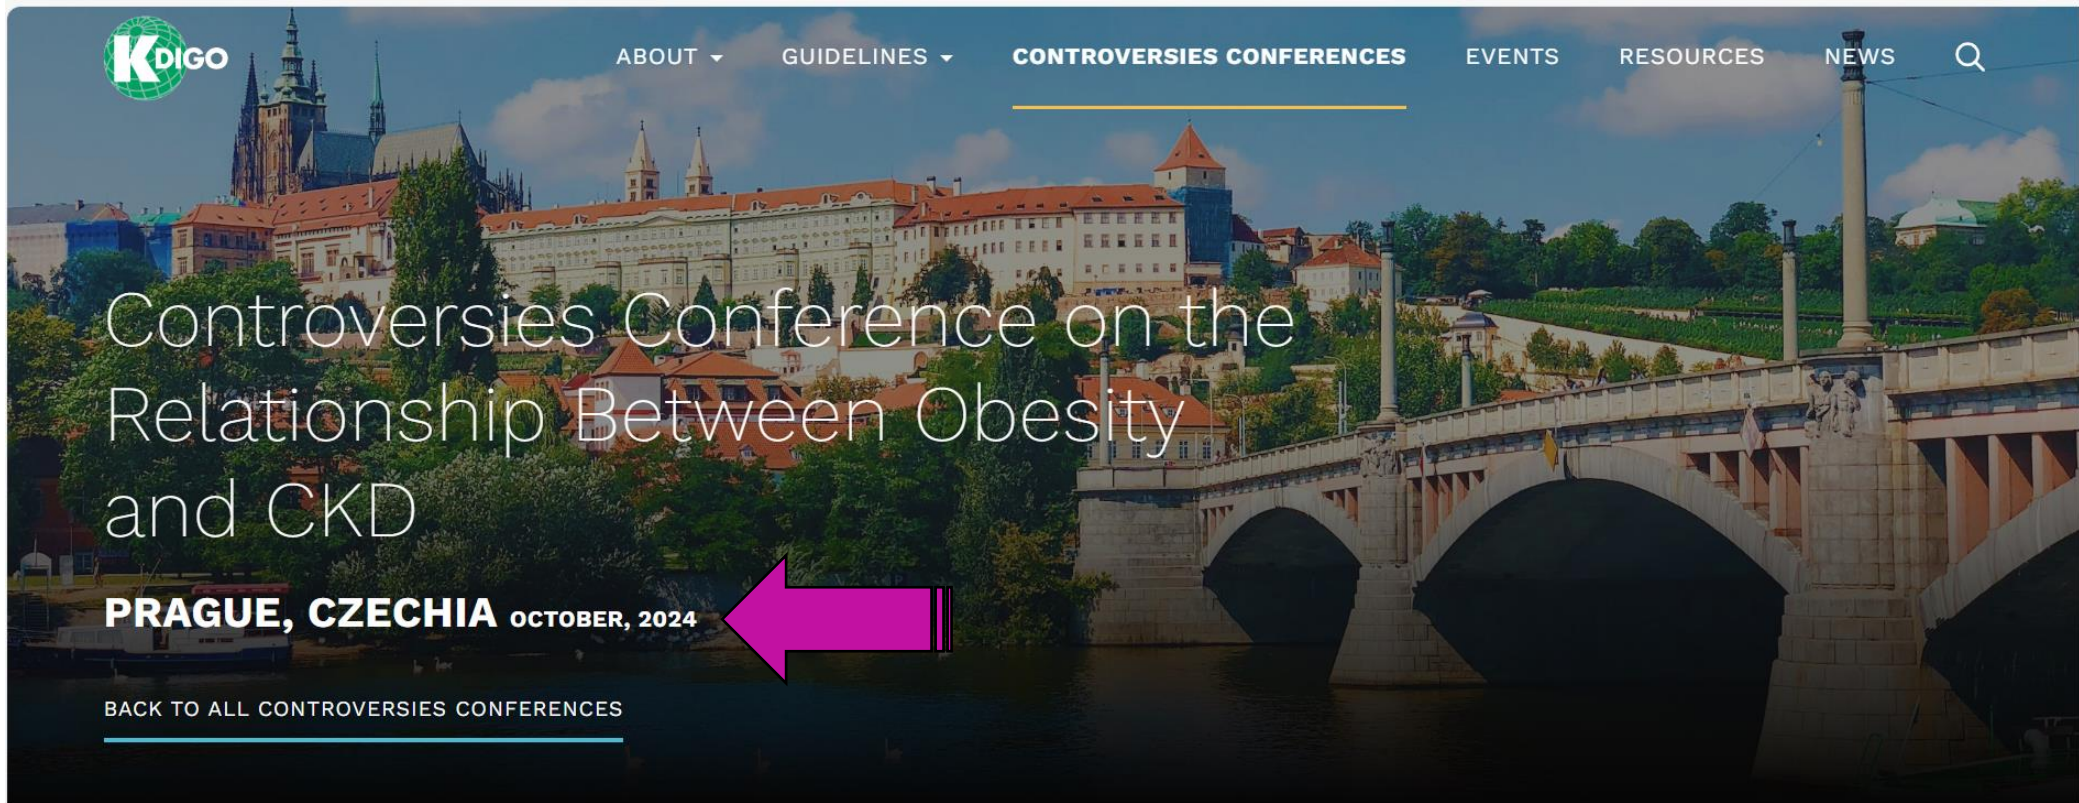 KDIGO
ABOUT
GUIDELINES
CONTROVERSIES CONFERENCES
EVENTS
RESOURCES
NEWS
Controversies Conference on the
Relationship Between Obesity
and CKD
PRAGUE, CZECHIA OCTOBER, 2024
BACK TO ALL CONTROVERSIES CONFERENCES